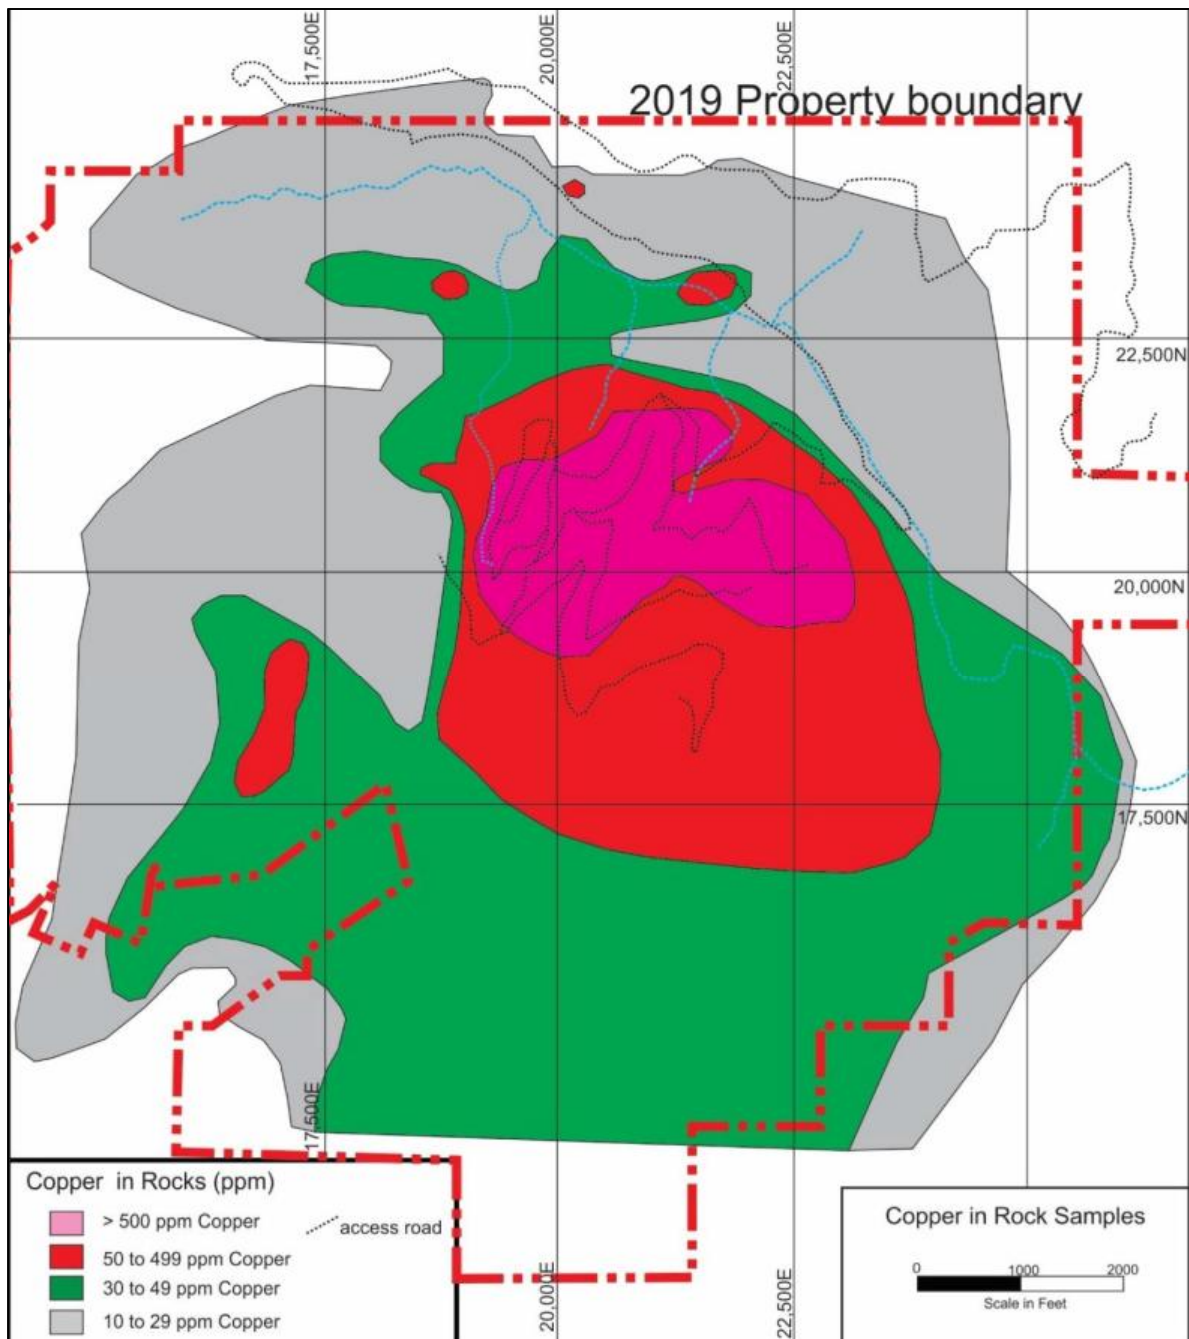 17,500E
20,000E
22,500E
2019 Property boundary
22,500N
20,000N
17,500N
17,500E
Copper in Rocks (ppm)
> 500 ppm Copper
access road
50 to 499 ppm Copper
30 to 49 ppm Copper
10 to 29 ppm Copper
20,000E
22,500E
Copper in Rock Samples
0 1000 2000
Scale in Feet